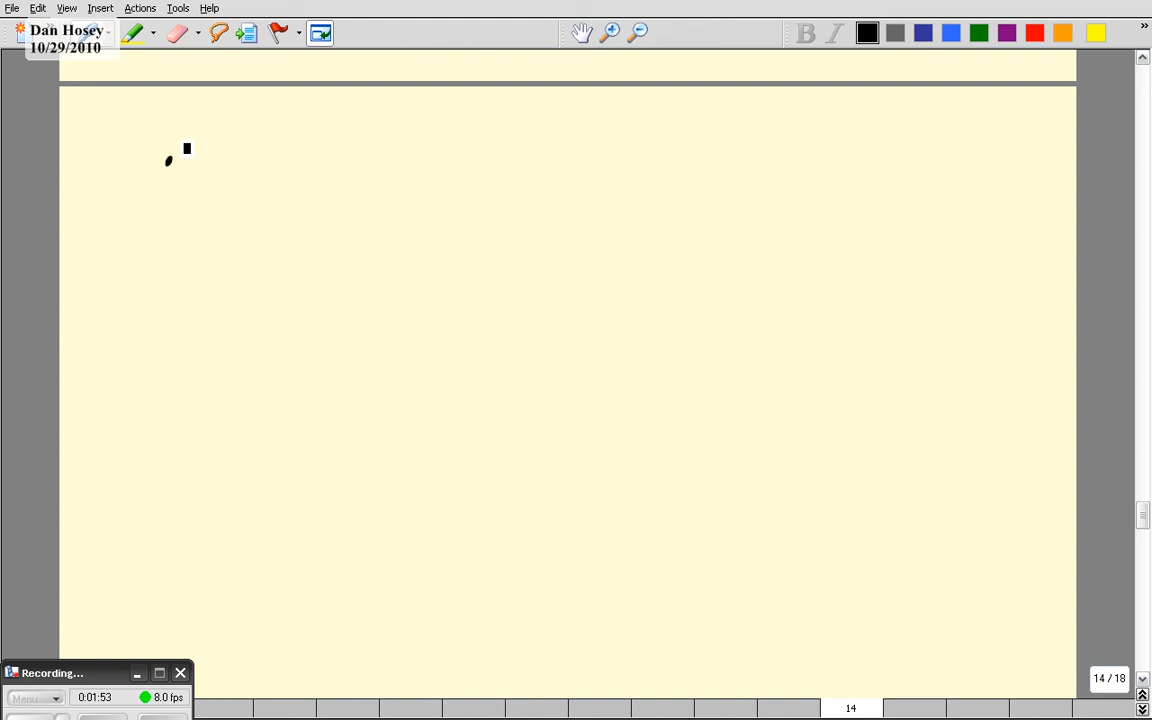 File Edit View Insert Actions Tools Help
Dan Hosey
10/29/2010
B I
Recording...
14 / 18
Menu 0:01:53 8.0 fps
14